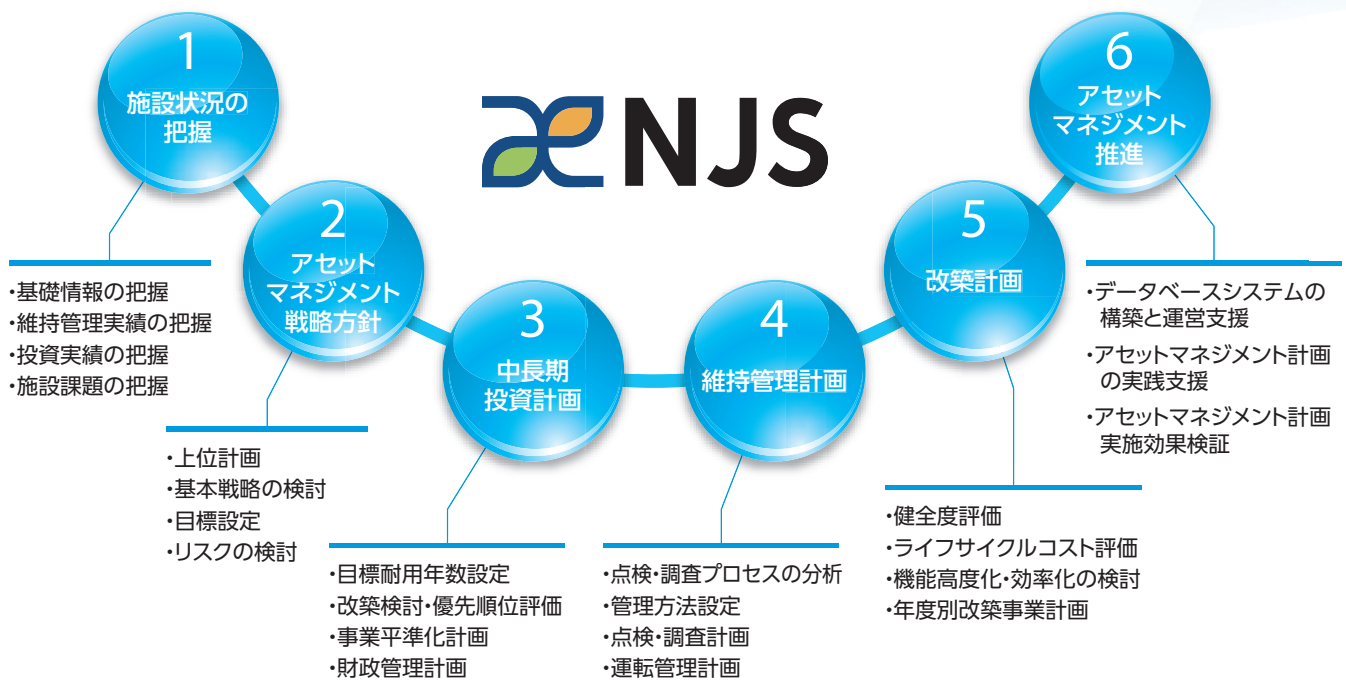 1
施設状況の
把握
・基礎情報の把握
・維持管理実績の把握
・投資実績の把握
・施設課題の把握
2
アセット
マネジメント
戦略方針
・上位計画
・基本戦略の検討
・目標設定
・リスクの検討
NJS
3
中長期
投資計画
・目標耐用年数設定
・改築検討・優先順位評価
・事業平準化計画
・財政管理計画
4
維持管理計画
・点検・調査プロセスの分析
・管理方法設定
・点検・調査計画
・運転管理計画
5
改築計画
・健全度評価
・ライフサイクルコスト評価
・機能高度化・効率化の検討
・年度別改築事業計画
6
アセット
マネジメント
推進
・データベースシステムの
構築と運営支援
・アセットマネジメント計画
の実践支援
・アセットマネジメント計画
実施効果検証